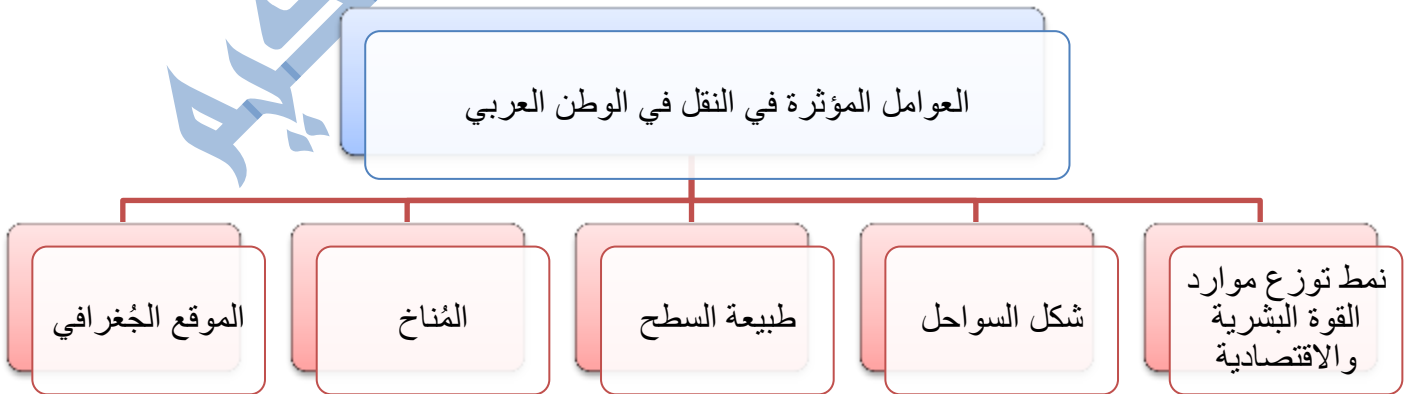 العوامل المؤثرة في النقل في الوطن العربي
نمط توزع موارد
القوة البشرية
والاقتصادية
شكل السواحل
طبيعة السطح
المُناخ
الموقع الجُغرافي